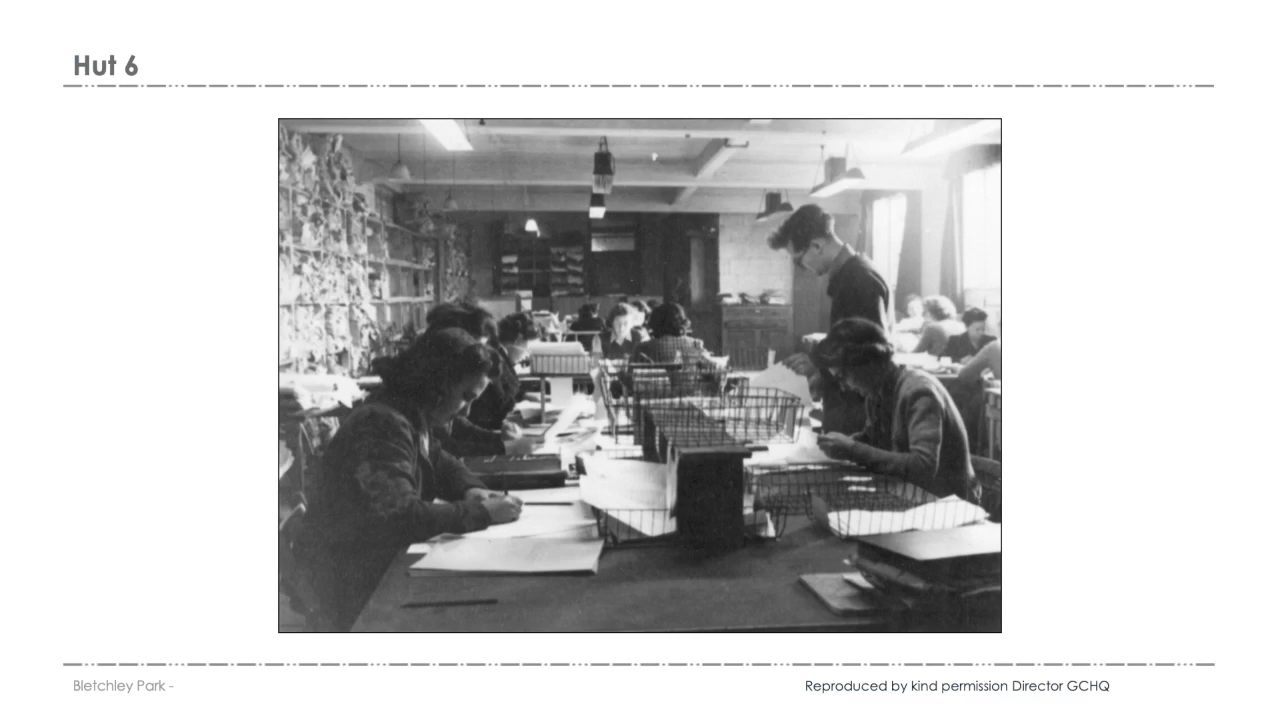 Hut 6
Bletchley Park -
Reproduced by kind permission Director GCHQ